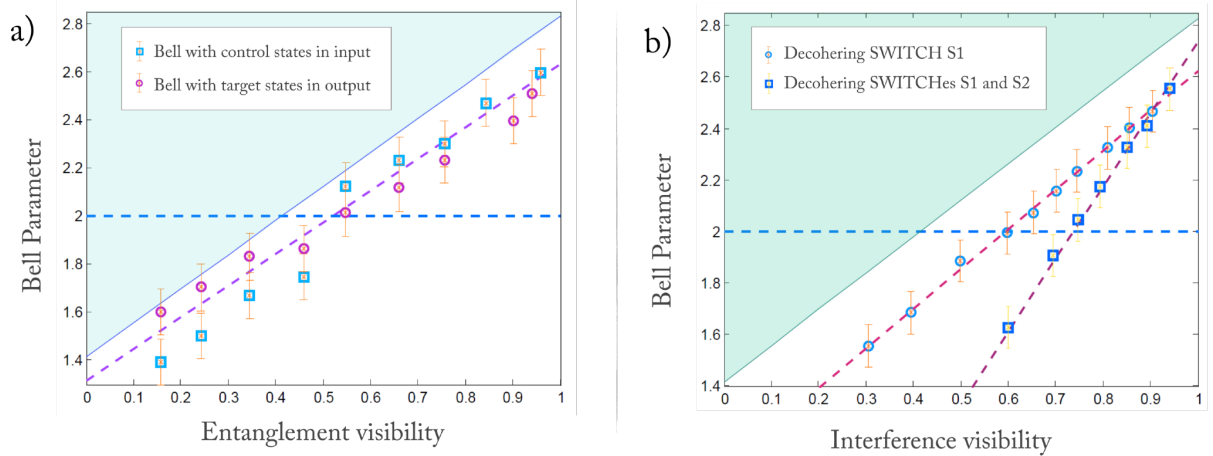 a)
Bell with control states in input
Bell with target states in output
Bell Parameter
2.8
2.6
2.4
2.2
2
1.8
1.6
1.4
0 0.1 0.2 0.3 0.4 0.5 0.6 0.7 0.8 0.9 1
Entanglement visibility
b)
Decohering SWITCH S1
Decohering SWITCHes S1 and S2
Bell Parameter
2.8
2.6
2.4
2.2
2
1.8
1.6
1.4
0 0.1 0.2 0.3 0.4 0.5 0.6 0.7 0.8 0.9 1
Interference visibility